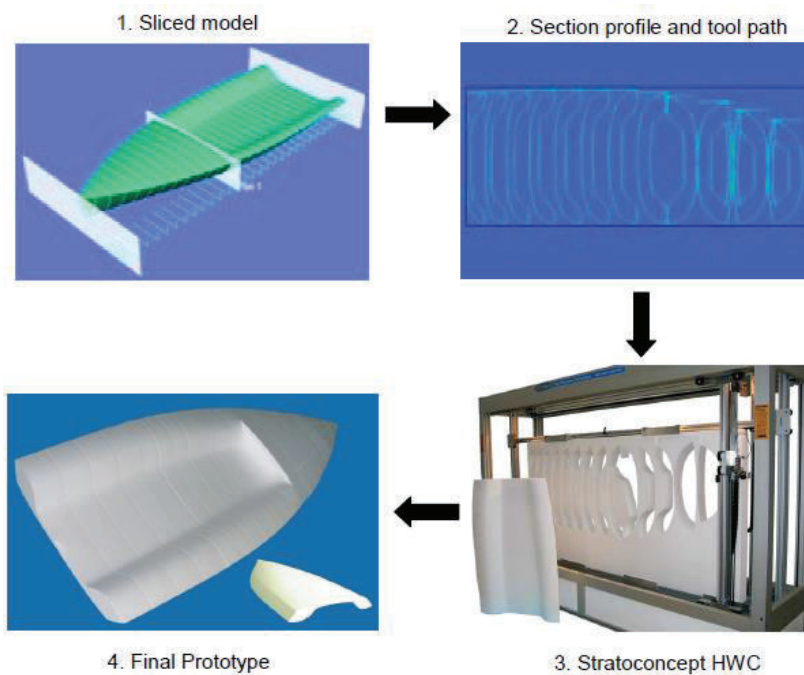 1. Sliced model
2. Section profile and tool path
4. Final Prototype
3. Stratoconcept HWC